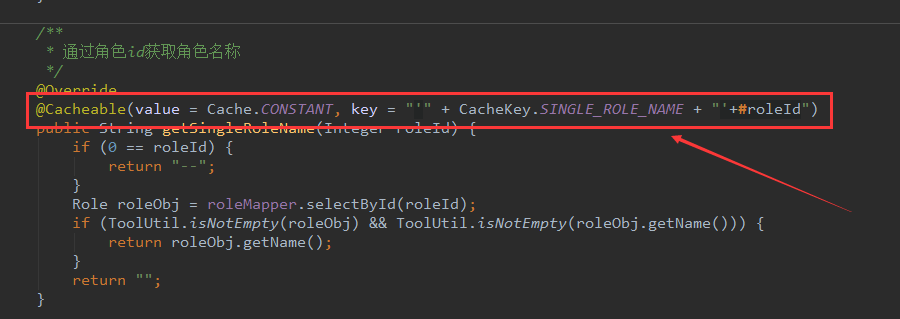 /**
* 通过角色id获取角色名称
*/
@Override
@Cacheable(value = Cache.CONSTANT, key = "'" + CacheKey.SINGLE_ROLE_NAME + "'+#roleId")
public String getSingleRoleName(Integer roleId) {
if (0 == roleId) {
return "--";
}
Role roleObj = roleMapper.selectById(roleId);
if (ToolUtil.isNotEmpty(roleObj) && ToolUtil.isNotEmpty(roleObj.getName())) {
return roleObj.getName();
}
return "";
}